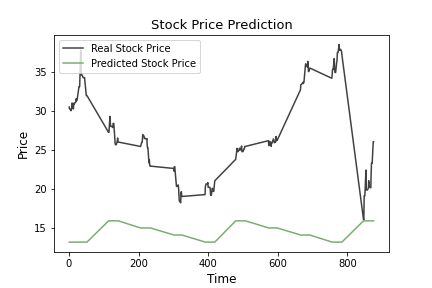 Stock Price Prediction
Real Stock Price
Predicted Stock Price
Price
35
30
25
20
15
0 200 400 600 800
Time